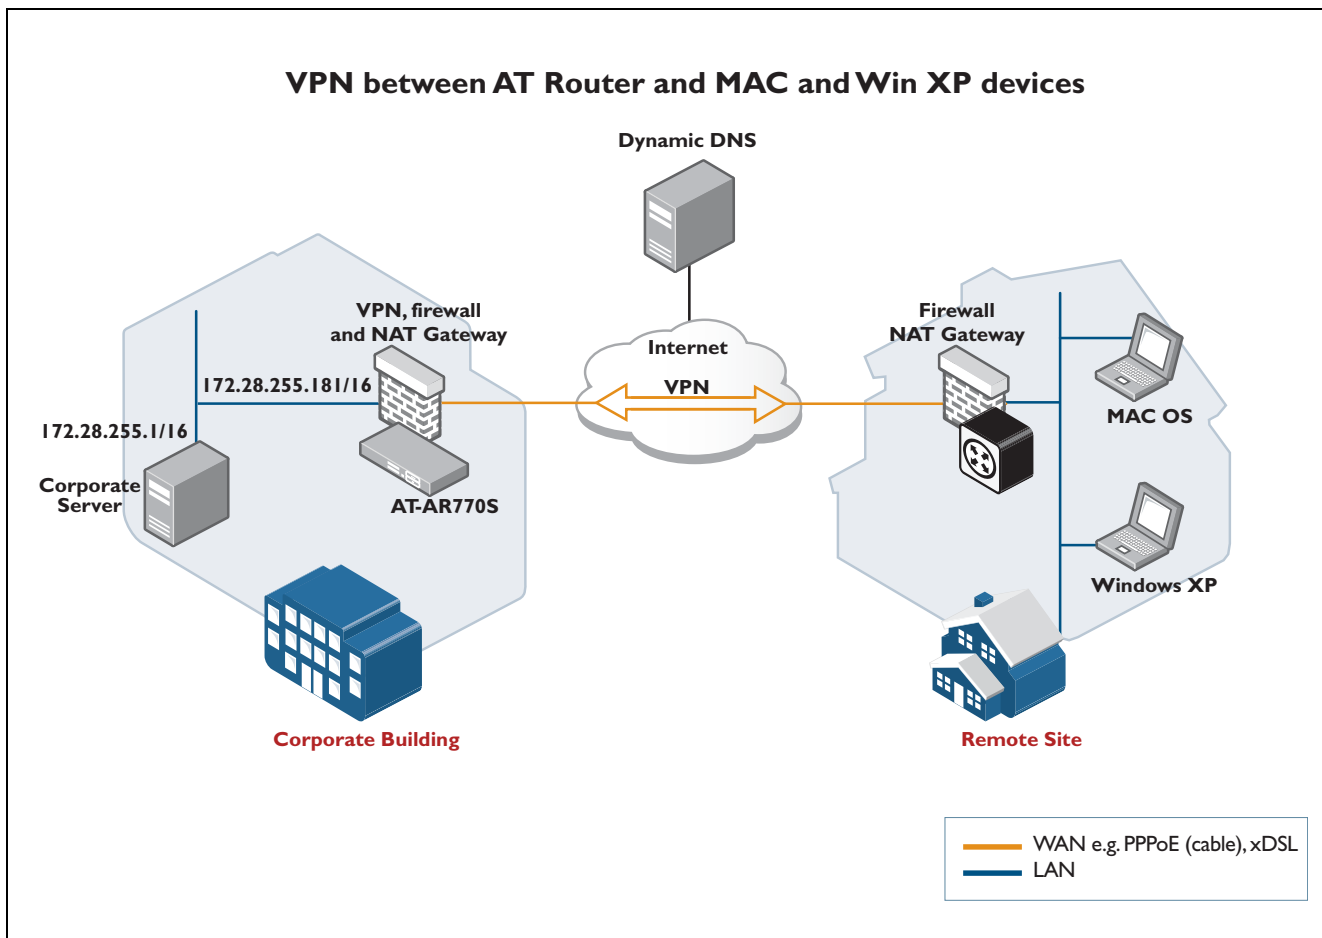 VPN between AT Router and MAC and Win XP devices
Dynamic DNS
VPN, firewall
and NAT Gateway
Firewall
NAT Gateway
Internet
VPN
172.28.255.181/16
172.28.255.1/16
MAC OS
Corporate
Server
AT-AR770S
Windows XP
Corporate Building
Remote Site
WAN e.g. PPPoE (cable), xDSL
LAN